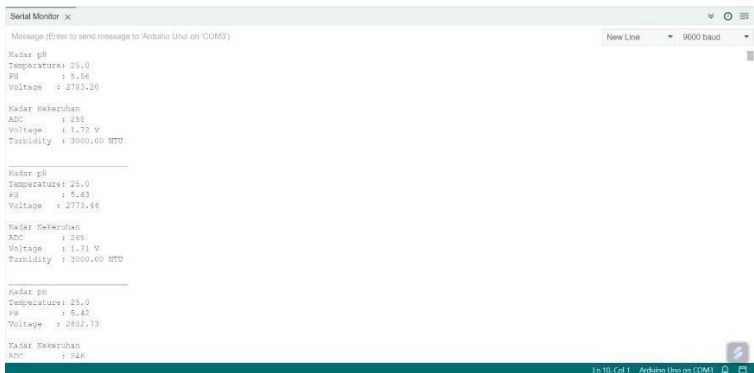 Serial Monitor ×
Message (Enter to send message to 'Arduino Uno' on 'COM3')
New Line
9600 baud
Kadar pH
Temperature: 25.0
PH : 5.56
Voltage : 2783.20
Kadar Kekeruhan
ADC : 258
Voltage : 1.72 V
Turbidity : 3000.00 NTU
Kadar pH
Temperature: 25.0
PH : 5.63
Voltage : 2773.44
Kadar Kekeruhan
ADC : 265
Voltage : 1.71 V
Turbidity : 3000.00 NTU
Kadar pH
Temperature: 25.0
PH : 5.42
Voltage : 2802.73
Kadar Kekeruhan
ADC : 246
Ln 10, Col 1 Arduino Uno on COM3